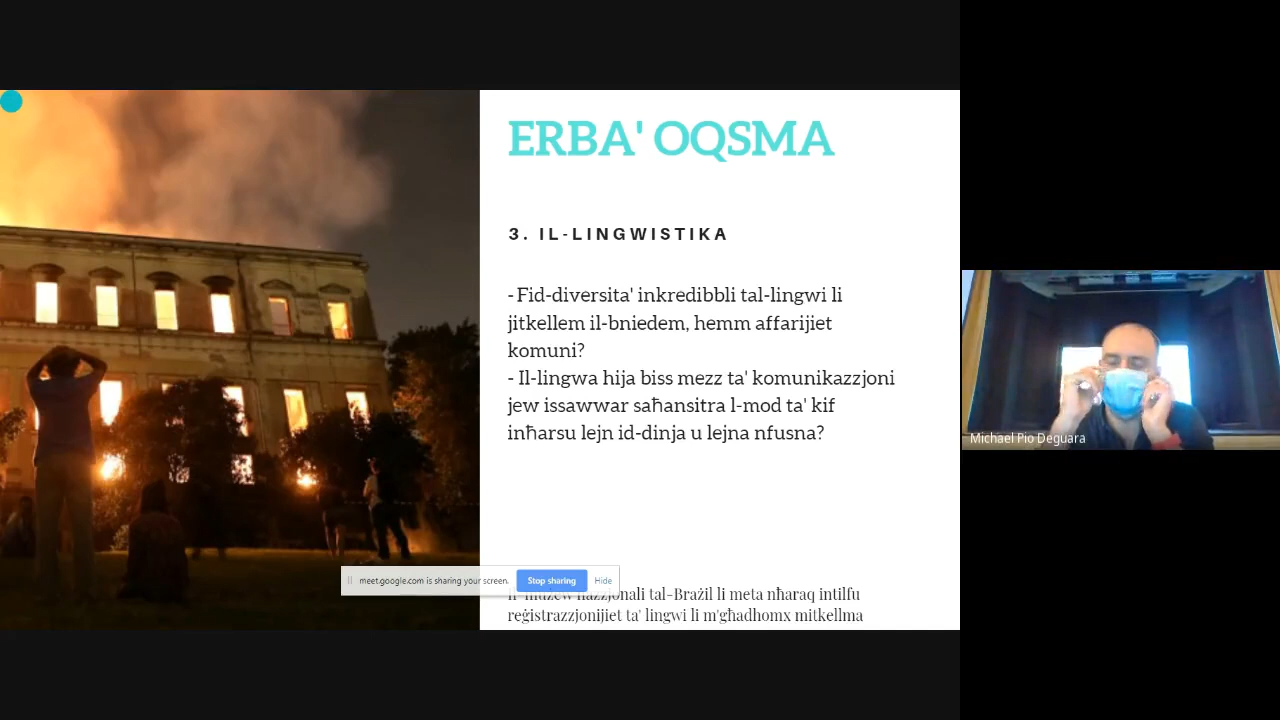 ERBA' OQSMA
3. IL-LINGWISTIKA
- Fid-diversita' inkredibbli tal-lingwi li
jitkellem il-bniedem, hemm affarijiet
komuni?
- Il-lingwa hija biss mezz ta' komunikazzjoni
jew issawwar saħansitra l-mod ta' kif
inħarsu lejn id-dinja u lejna nfusna?
meet.google.com is sharing your screen. Stop sharing Hide
tal-Brażil li meta nħaraq intilfu
reġistrazzjonijiet ta' lingwi li m'għadhomx mitkellma
Michael Pio Deguara